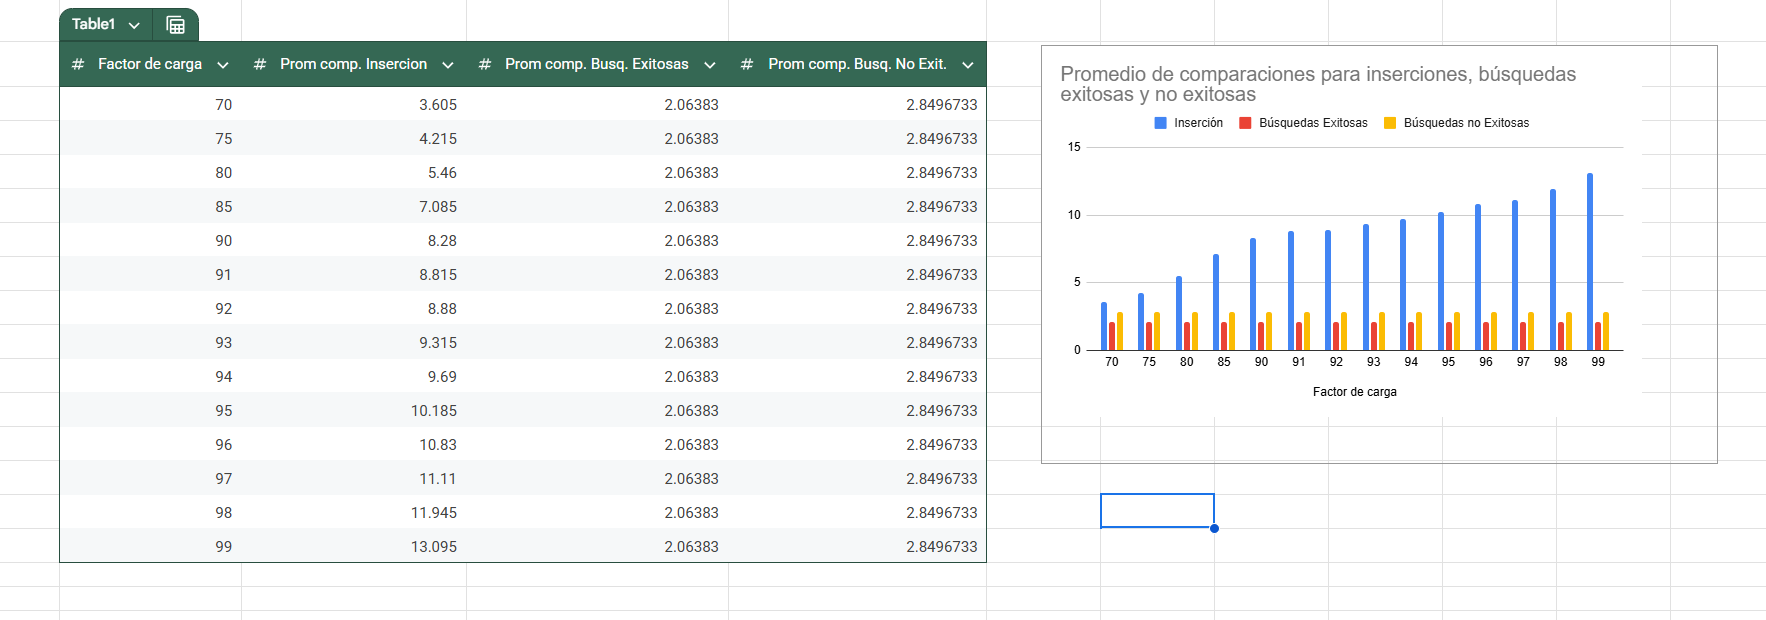 Table1
# Factor de carga # Prom comp. Insercion # Prom comp. Busq. Exitosas # Prom comp. Busq. No Exit.
70 3.605 2.06383 2.8496733
75 4.215 2.06383 2.8496733
80 5.46 2.06383 2.8496733
85 7.085 2.06383 2.8496733
90 8.28 2.06383 2.8496733
91 8.815 2.06383 2.8496733
92 8.88 2.06383 2.8496733
93 9.315 2.06383 2.8496733
94 9.69 2.06383 2.8496733
95 10.185 2.06383 2.8496733
96 10.83 2.06383 2.8496733
97 11.11 2.06383 2.8496733
98 11.945 2.06383 2.8496733
99 13.095 2.06383 2.8496733
Promedio de comparaciones para inserciones, búsquedas
exitosas y no exitosas
Inserción Búsquedas Exitosas Búsquedas no Exitosas
15
10
5
0
70 75 80 85 90 91 92 93 94 95 96 97 98 99
Factor de carga